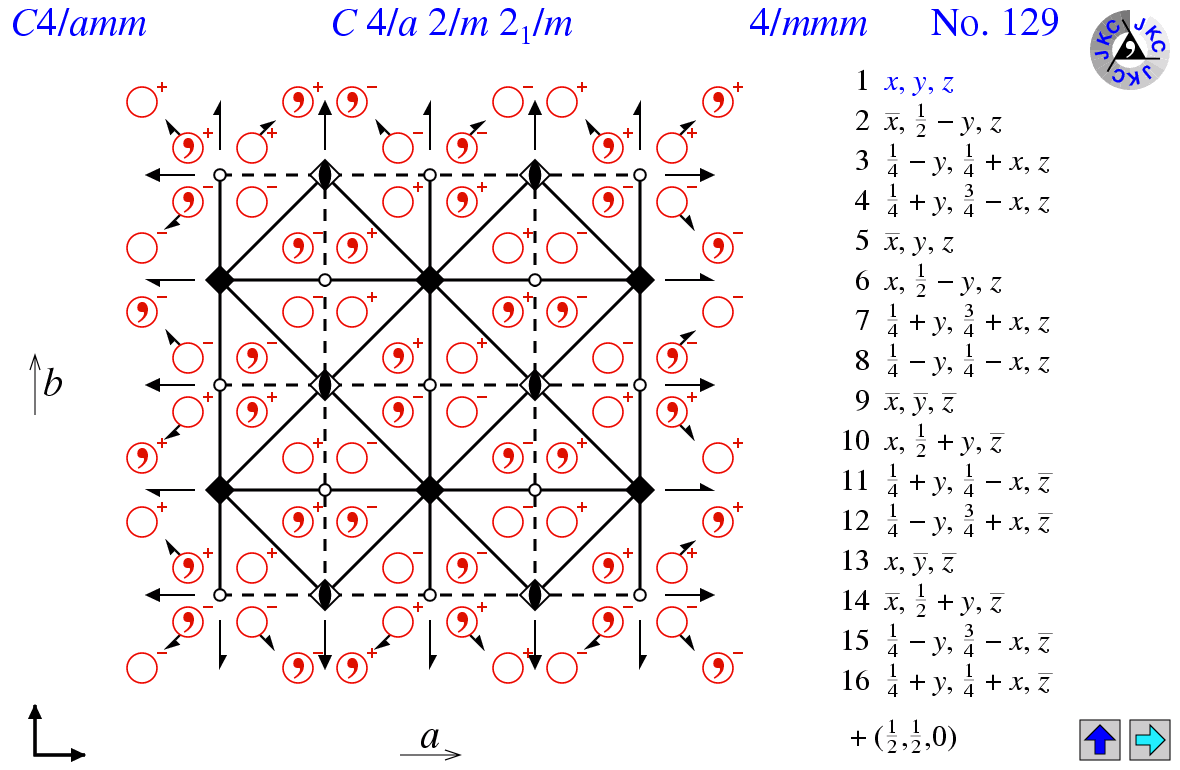 C4/amm C 4/a 2/m 2₁/m 4/mmm No. 129
JKC JKC JKC
1 x, y, z
2 x̅, 1/2 − y, z
3 1/4 − y, 1/4 + x, z
4 1/4 + y, 3/4 − x, z
5 x̅, y, z
6 x, 1/2 − y, z
7 1/4 + y, 3/4 + x, z
8 1/4 − y, 1/4 − x, z
9 x̅, y̅, z̅
10 x, 1/2 + y, z̅
11 1/4 + y, 1/4 − x, z̅
12 1/4 − y, 3/4 + x, z̅
13 x, y̅, z̅
14 x̅, 1/2 + y, z̅
15 1/4 − y, 3/4 − x, z̅
16 1/4 + y, 1/4 + x, z̅
+ (1/2,1/2,0)
b
a